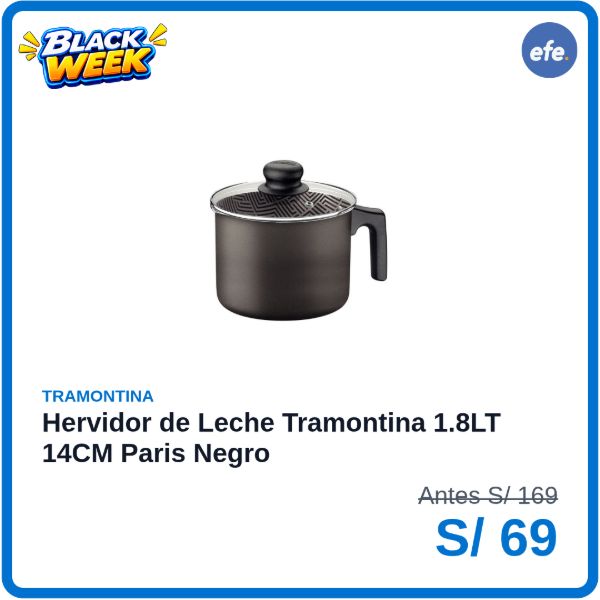 BLACK
WEEK
efe.
TRAMONTINA
Hervidor de Leche Tramontina 1.8LT
14CM Paris Negro
Antes S/ 169
S/ 69